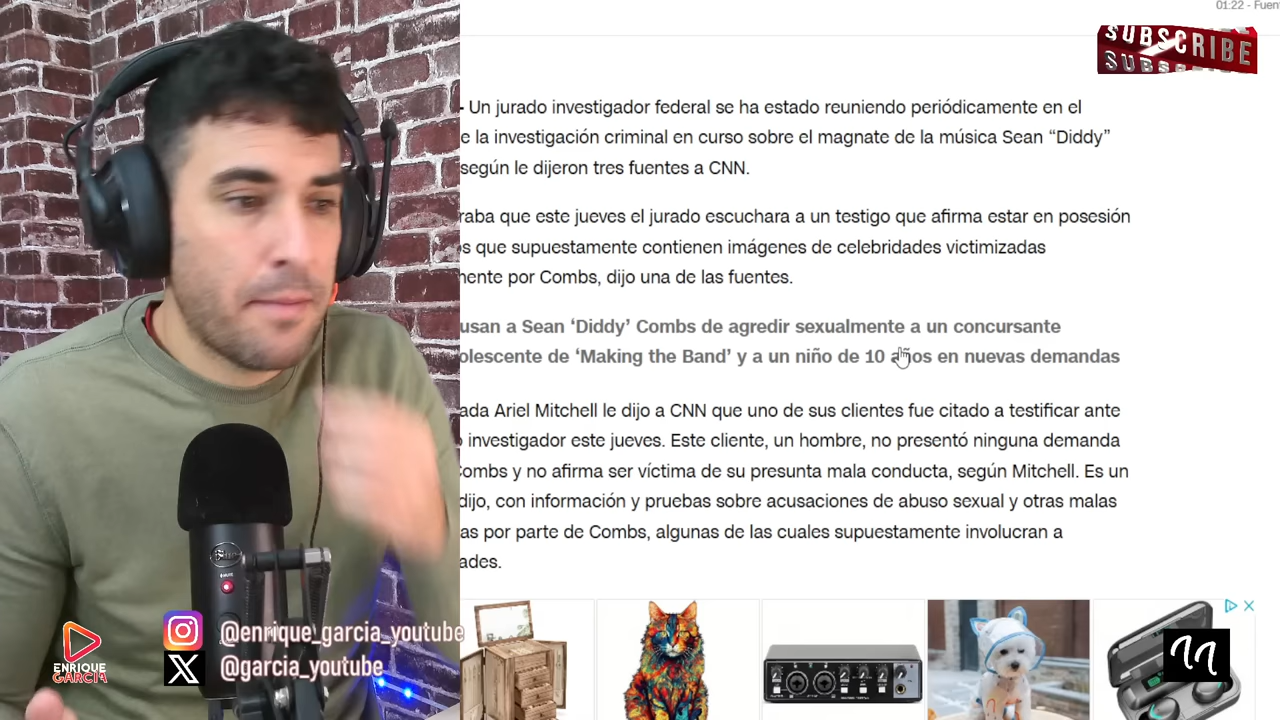 01:22 - Fuen
SUBSCRIBE
- Un jurado investigador federal se ha estado reuniendo periódicamente en el
e la investigación criminal en curso sobre el magnate de la música Sean “Diddy”
según le dijeron tres fuentes a CNN.
raba que este jueves el jurado escuchara a un testigo que afirma estar en posesión
s que supuestamente contienen imágenes de celebridades victimizadas
mente por Combs, dijo una de las fuentes.
usan a Sean ‘Diddy’ Combs de agredir sexualmente a un concursante
olescente de ‘Making the Band’ y a un niño de 10 años en nuevas demandas
ada Ariel Mitchell le dijo a CNN que uno de sus clientes fue citado a testificar ante
o investigador este jueves. Este cliente, un hombre, no presentó ninguna demanda
Combs y no afirma ser víctima de su presunta mala conducta, según Mitchell. Es un
dijo, con información y pruebas sobre acusaciones de abuso sexual y otras malas
as por parte de Combs, algunas de las cuales supuestamente involucran a
ades.
Blue
MUTE
@enrique_garcia_youtube
@garcia_youtube
ENRIQUE
GARCIA